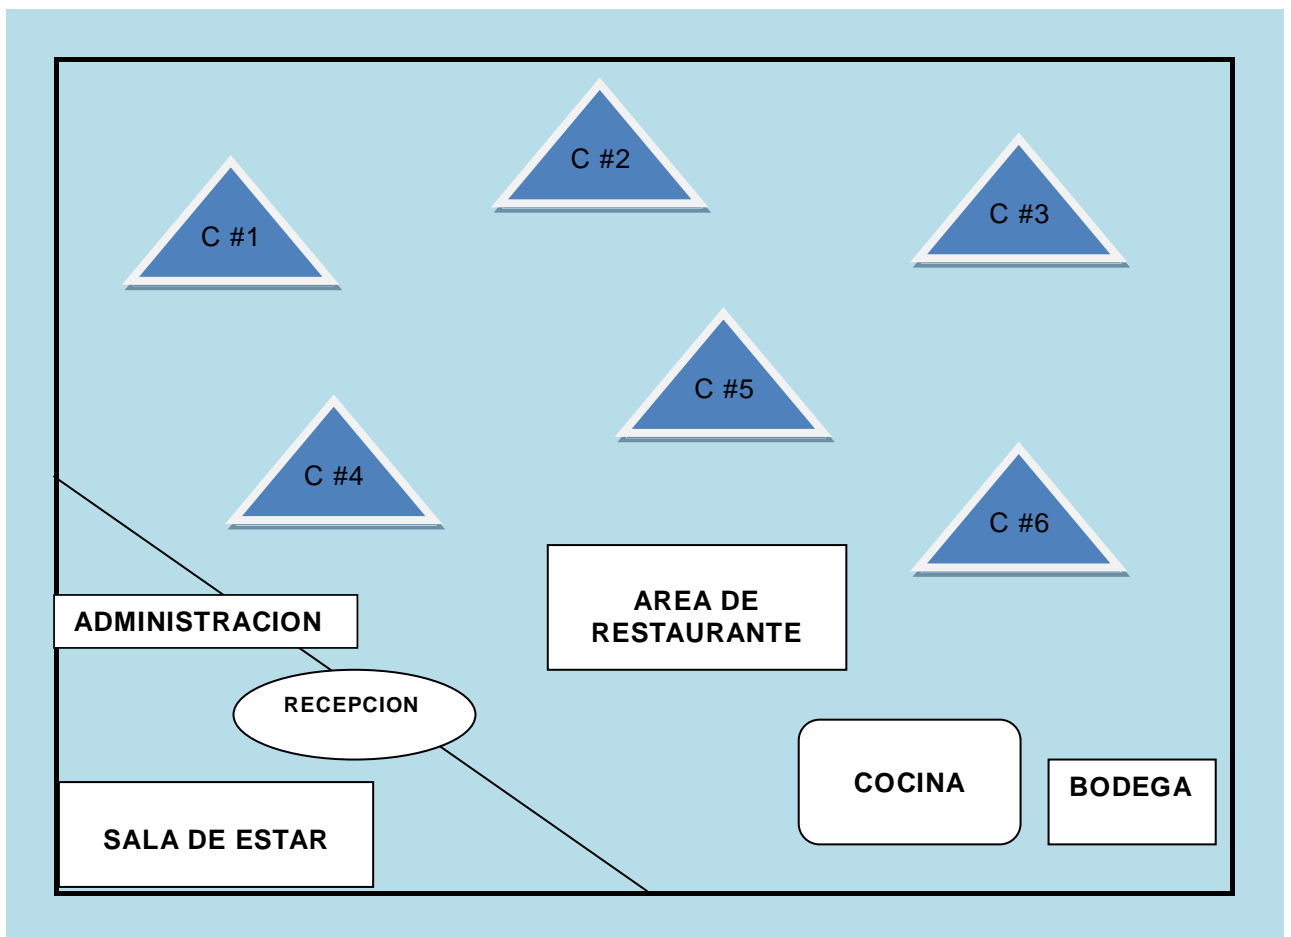 C #2
C #3
C #1
C #5
C #4
C #6
AREA DE
RESTAURANTE
ADMINISTRACION
RECEPCION
COCINA
BODEGA
SALA DE ESTAR